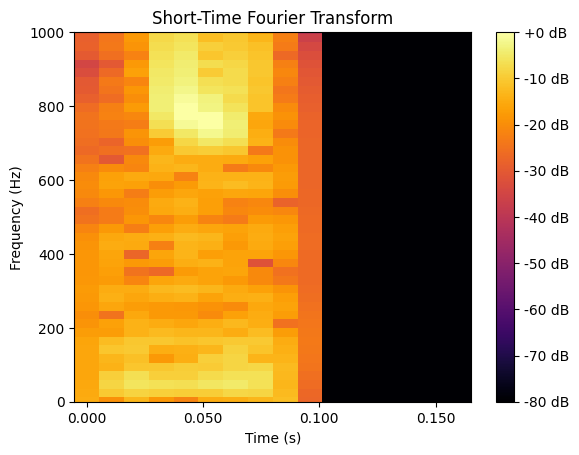 Short-Time Fourier Transform
1000
800
600
400
200
0
Frequency (Hz)
0.000
0.050
0.100
0.150
Time (s)
+0 dB
-10 dB
-20 dB
-30 dB
-40 dB
-50 dB
-60 dB
-70 dB
-80 dB